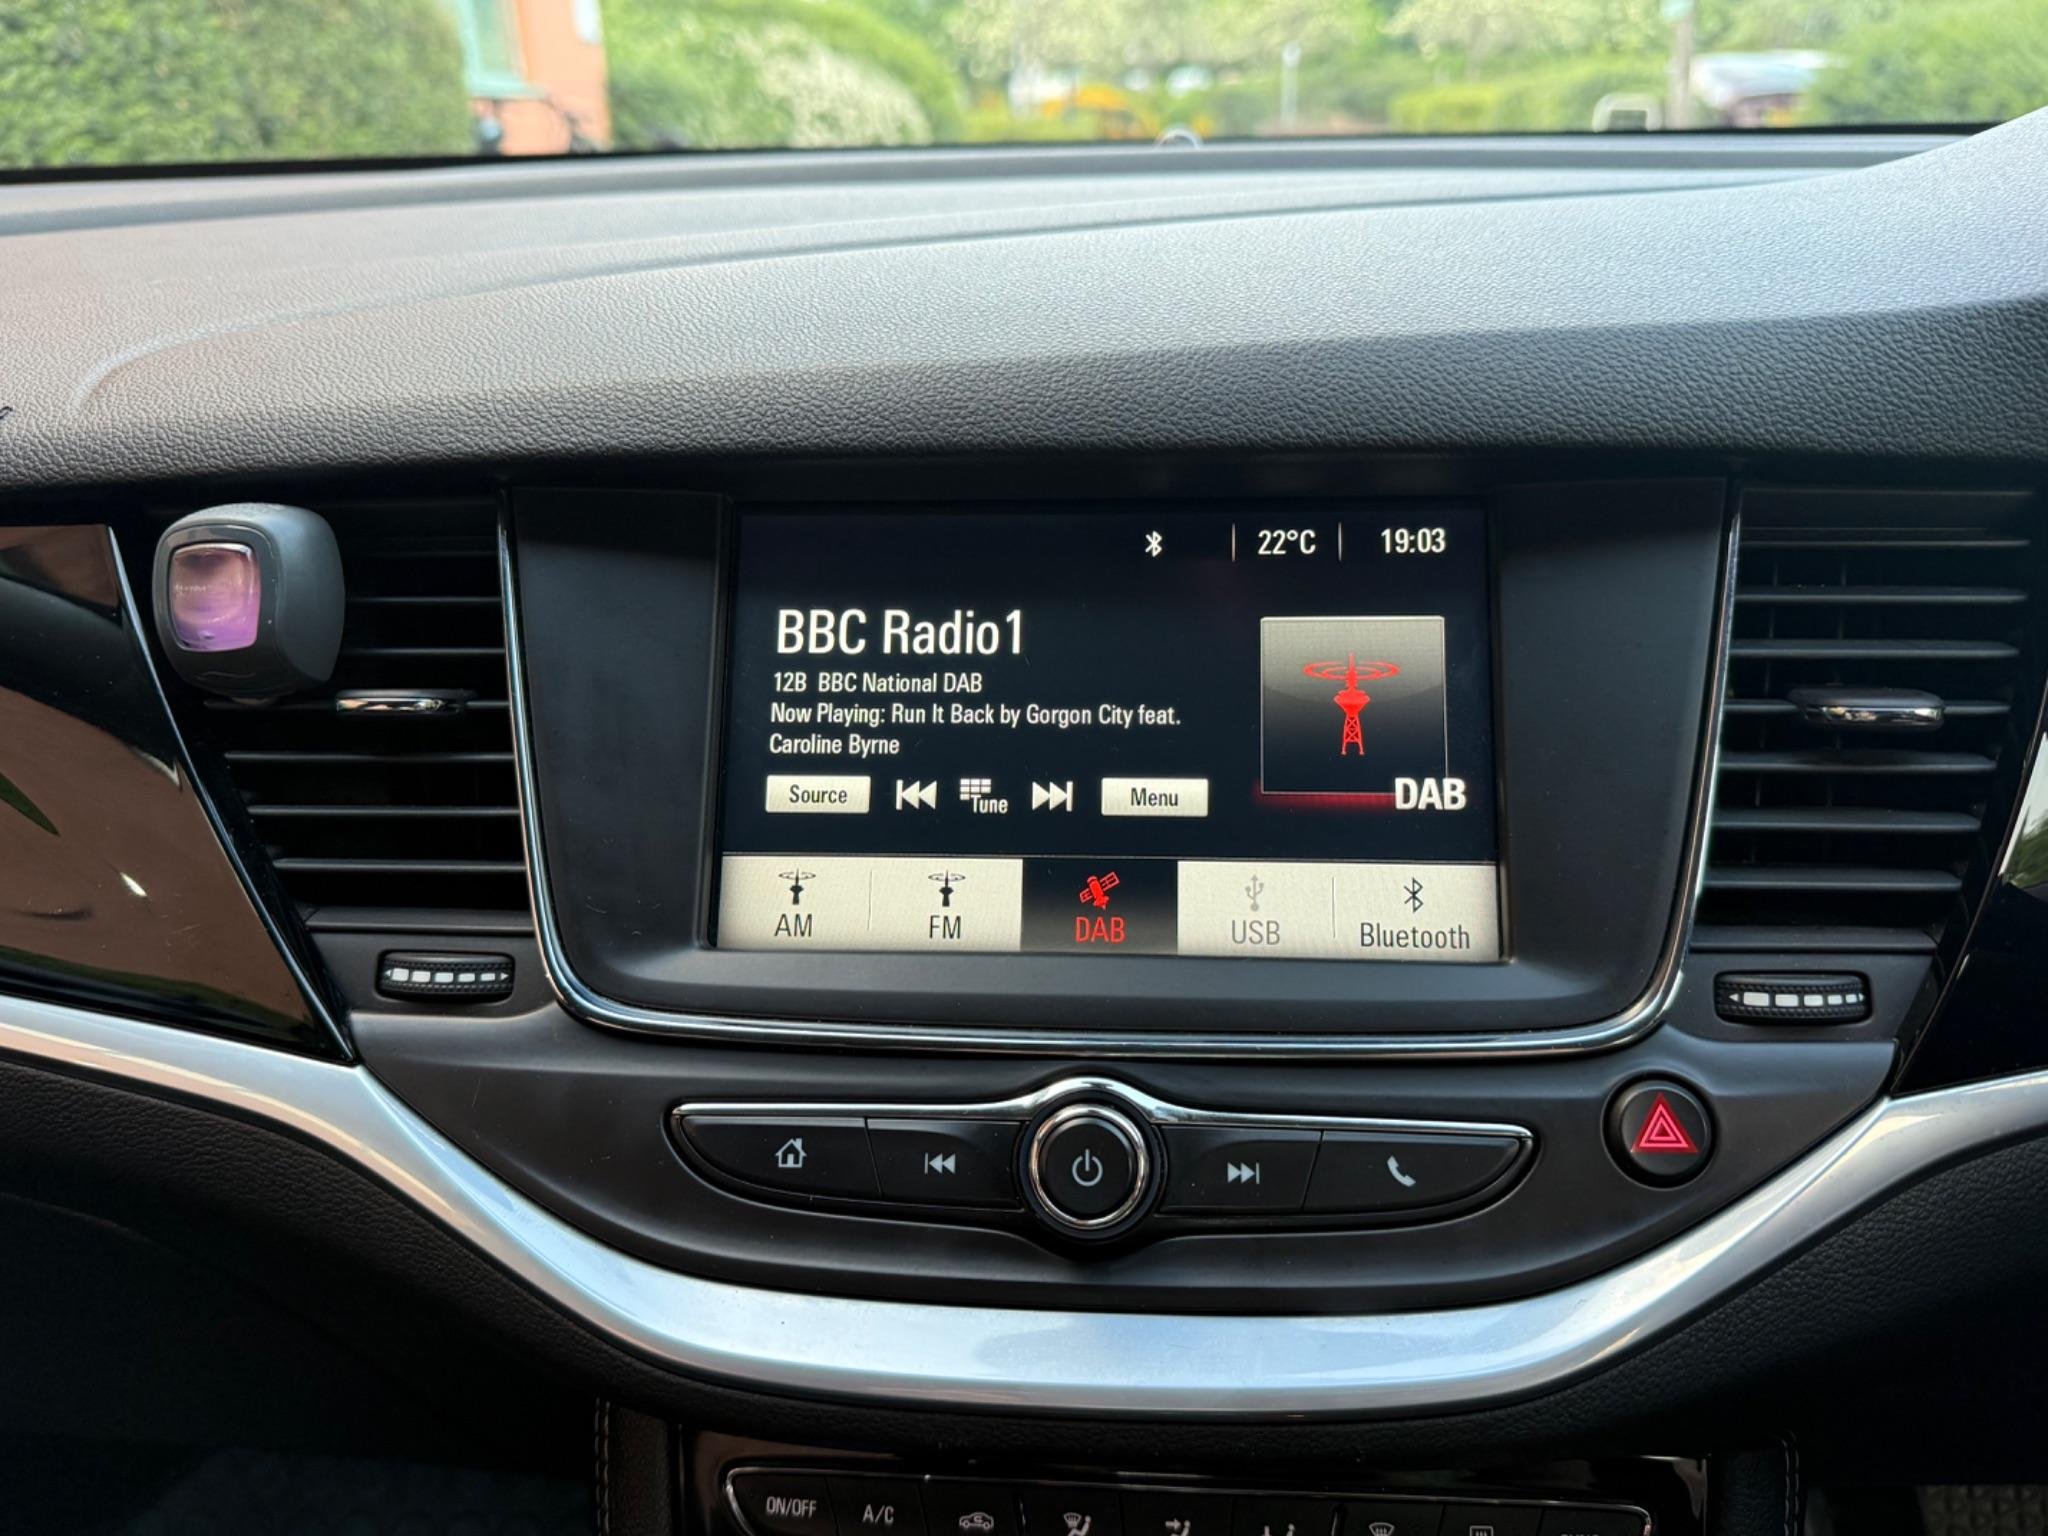 22°C 19:03
BBC Radio1
12B BBC National DAB
Now Playing: Run It Back by Gorgon City feat.
Caroline Byrne
Source Tune Menu
DAB
AM FM DAB USB Bluetooth
ON/OFF A/C